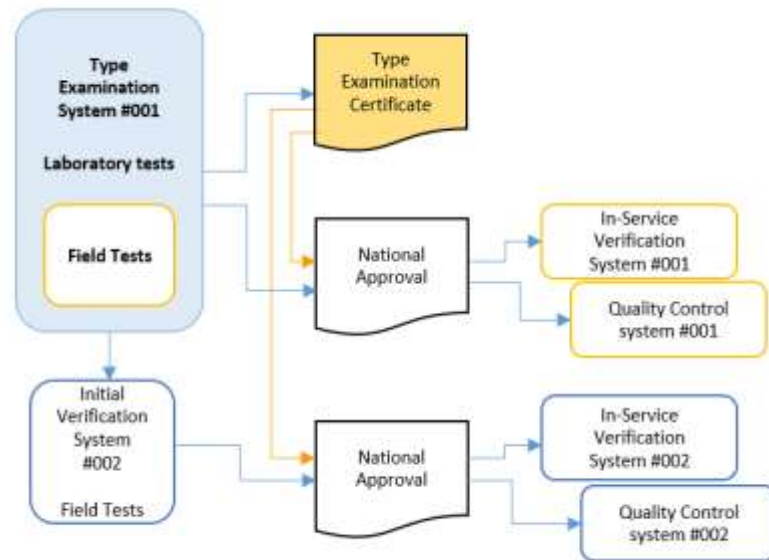 Type
Examination
System #001
Laboratory tests
Field Tests
Type
Examination
Certificate
National
Approval
In-Service
Verification
System #001
Quality Control
system #001
Initial
Verification
System
#002
Field Tests
National
Approval
In-Service
Verification
System #002
Quality Control
system #002